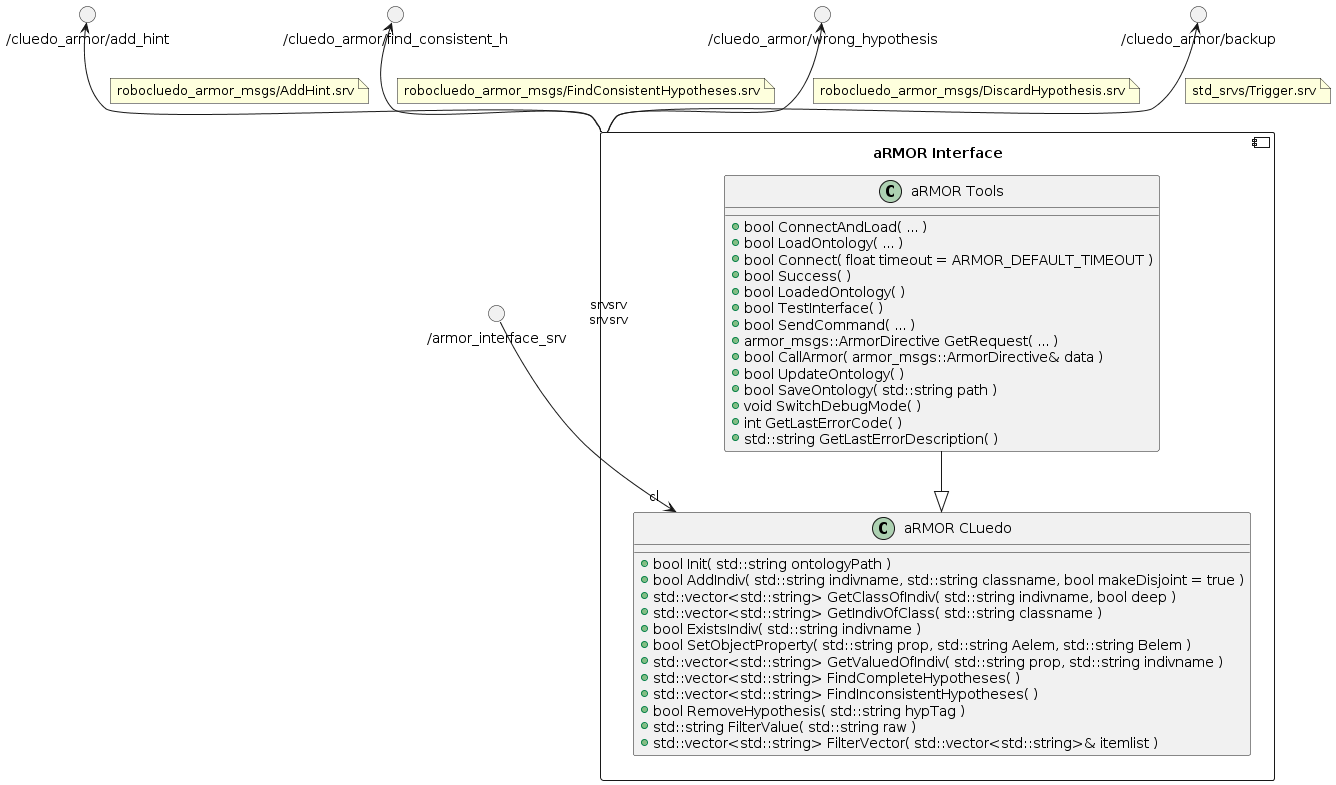 /cluedo_armor/add_hint
/cluedo_armor/find_consistent_h
/cluedo_armor/wrong_hypothesis
/cluedo_armor/backup
robocluedo_armor_msgs/AddHint.srv
robocluedo_armor_msgs/FindConsistentHypotheses.srv
robocluedo_armor_msgs/DiscardHypothesis.srv
std_srvs/Trigger.srv
aRMOR Interface
C aRMOR Tools
bool ConnectAndLoad( ... )
bool LoadOntology( ... )
bool Connect( float timeout = ARMOR_DEFAULT_TIMEOUT )
bool Success( )
bool LoadedOntology( )
bool TestInterface( )
bool SendCommand( ... )
armor_msgs::ArmorDirective GetRequest( ... )
bool CallArmor( armor_msgs::ArmorDirective& data )
bool UpdateOntology( )
bool SaveOntology( std::string path )
void SwitchDebugMode( )
int GetLastErrorCode( )
std::string GetLastErrorDescription( )
srvsrv
srvsrv
/armor_interface_srv
cl
C aRMOR CLuedo
bool Init( std::string ontologyPath )
bool AddIndiv( std::string indivname, std::string classname, bool makeDisjoint = true )
std::vector<std::string> GetClassOfIndiv( std::string indivname, bool deep )
std::vector<std::string> GetIndivOfClass( std::string classname )
bool ExistsIndiv( std::string indivname )
bool SetObjectProperty( std::string prop, std::string Aelem, std::string Belem )
std::vector<std::string> GetValuedOfIndiv( std::string prop, std::string indivname )
std::vector<std::string> FindCompleteHypotheses( )
std::vector<std::string> FindInconsistentHypotheses( )
bool RemoveHypothesis( std::string hypTag )
std::string FilterValue( std::string raw )
std::vector<std::string> FilterVector( std::vector<std::string>& itemlist )